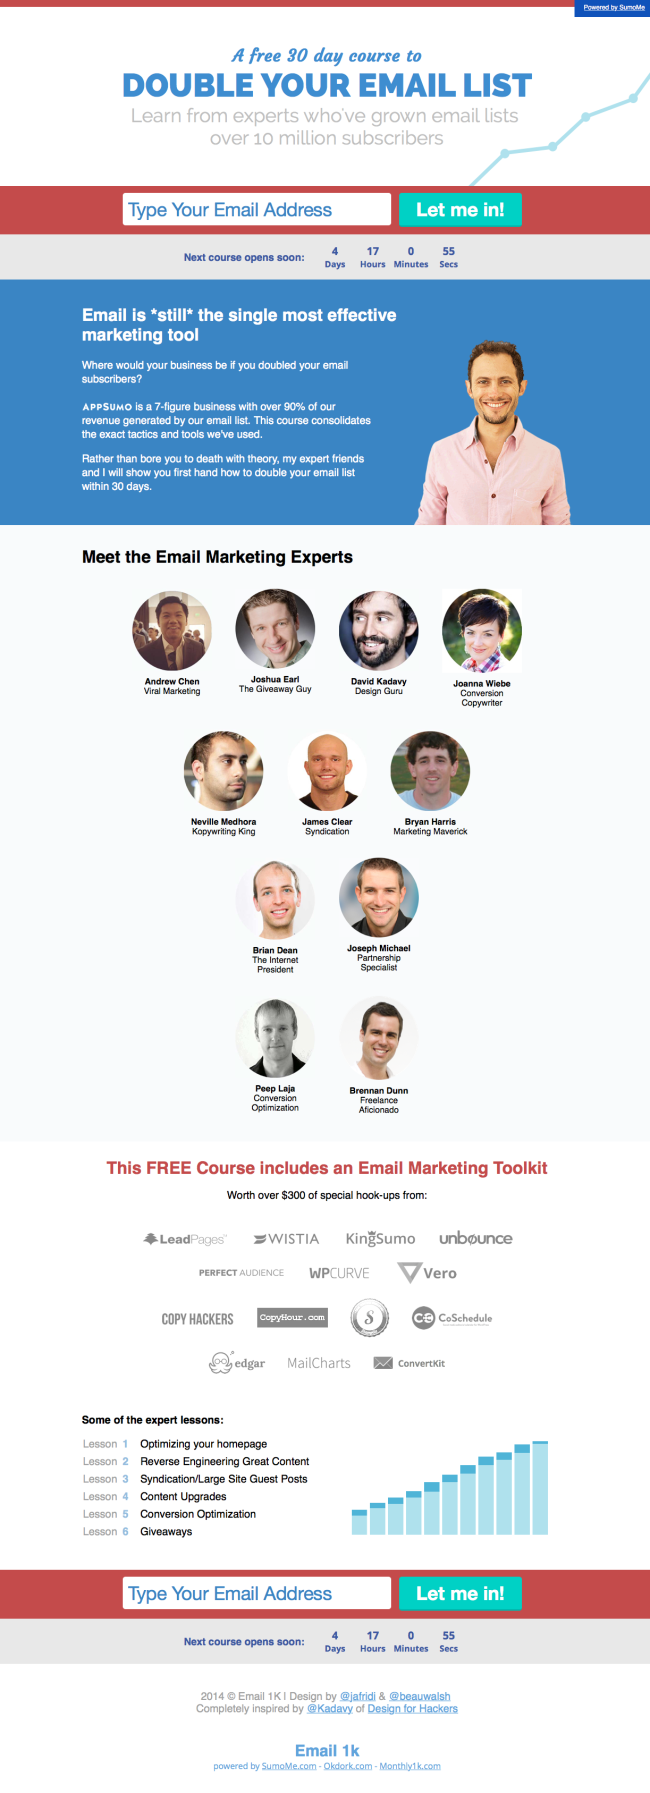 Powered by SumoMe
A free 30 day course to
DOUBLE YOUR EMAIL LIST
Learn from experts who've grown email lists
over 10 million subscribers
Type Your Email Address
Let me in!
Next course opens soon:
4 17 0 55
Days Hours Minutes Secs
Email is *still* the single most effective
marketing tool
Where would your business be if you doubled your email
subscribers?
APPSUMO is a 7-figure business with over 90% of our
revenue generated by our email list. This course consolidates
the exact tactics and tools we've used.
Rather than bore you to death with theory, my expert friends
and I will show you first hand how to double your email list
within 30 days.
Meet the Email Marketing Experts
Andrew Chen
Viral Marketing
Joshua Earl
The Giveaway Guy
David Kadavy
Design Guru
Joanna Wiebe
Conversion
Copywriter
Neville Medhora
Kopywriting King
James Clear
Syndication
Bryan Harris
Marketing Maverick
Brian Dean
The Internet
President
Joseph Michael
Partnership
Specialist
Peep Laja
Conversion
Optimization
Brennan Dunn
Freelance
Aficionado
This FREE Course includes an Email Marketing Toolkit
Worth over $300 of special hook-ups from:
LeadPages WISTIA KingSumo unbounce
PERFECT AUDIENCE WPCURVE Vero
COPY HACKERS CopyHour.com S CoSchedule
edgar MailCharts ConvertKit
Some of the expert lessons:
Lesson 1 Optimizing your homepage
Lesson 2 Reverse Engineering Great Content
Lesson 3 Syndication/Large Site Guest Posts
Lesson 4 Content Upgrades
Lesson 5 Conversion Optimization
Lesson 6 Giveaways
Type Your Email Address
Let me in!
Next course opens soon:
4 17 0 55
Days Hours Minutes Secs
2014 © Email 1K | Design by @jafridi & @beauwalsh
Completely inspired by @Kadavy of Design for Hackers
Email 1k
powered by SumoMe.com - Okdork.com - Monthly1k.com